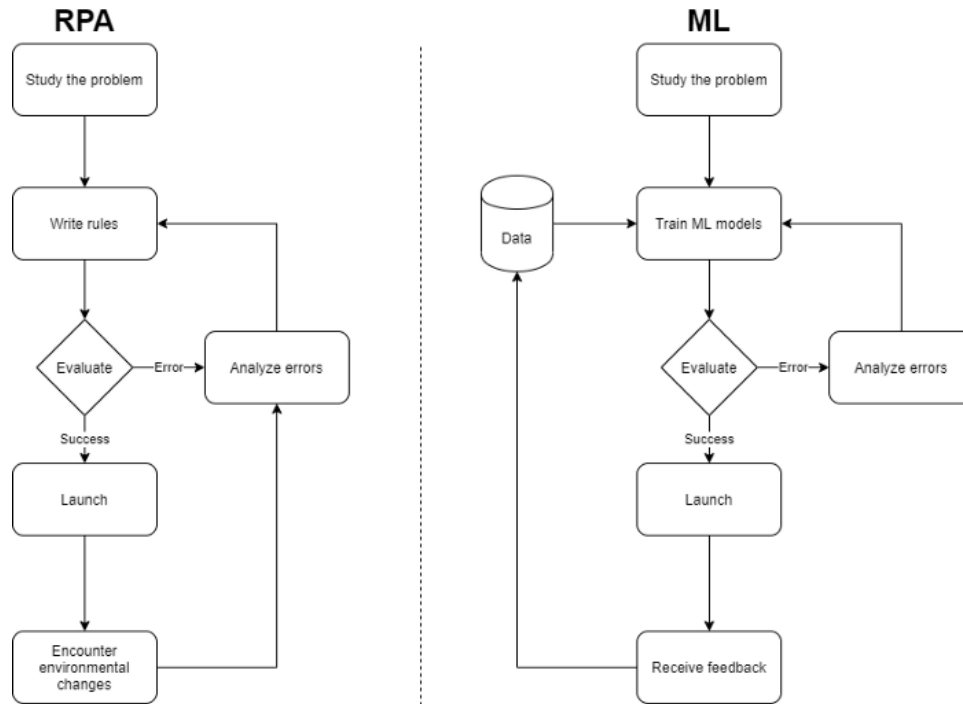 RPA
Study the problem
Write rules
Evaluate
Error
Analyze errors
Success
Launch
Encounter
environmental
changes
ML
Study the problem
Data
Train ML models
Evaluate
Error
Analyze errors
Success
Launch
Receive feedback